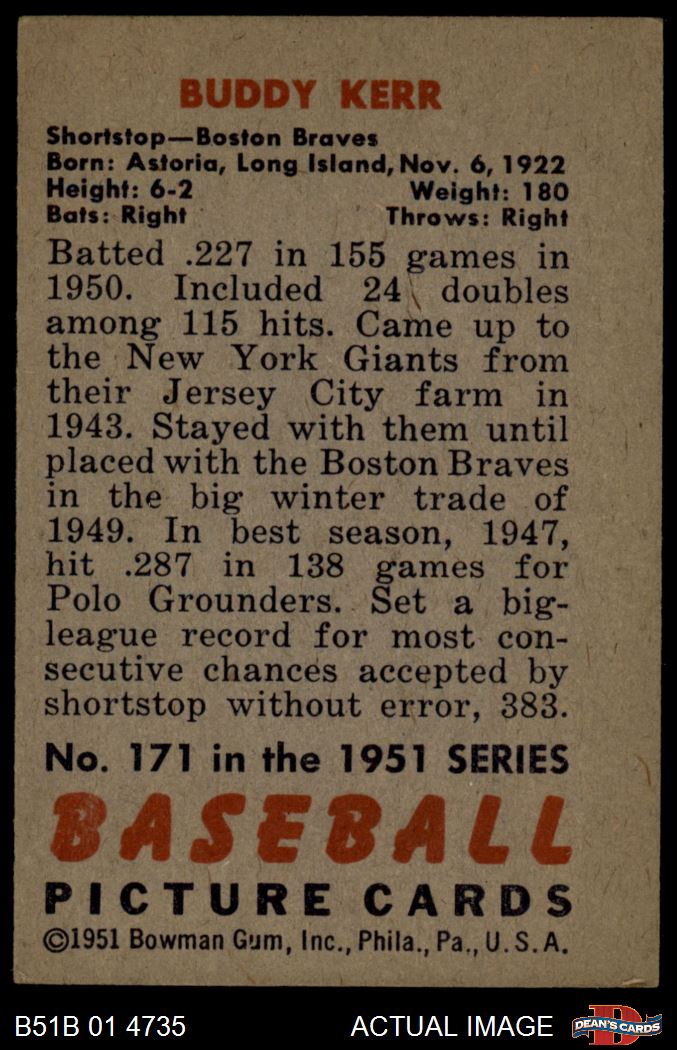 BUDDY KERR
Shortstop—Boston Braves
Born: Astoria, Long Island, Nov. 6, 1922
Height: 6-2 Weight: 180
Bats: Right Throws: Right
Batted .227 in 155 games in
1950. Included 24 doubles
among 115 hits. Came up to
the New York Giants from
their Jersey City farm in
1943. Stayed with them until
placed with the Boston Braves
in the big winter trade of
1949. In best season, 1947,
hit .287 in 138 games for
Polo Grounders. Set a big-
league record for most con-
secutive chances accepted by
shortstop without error, 383.
No. 171 in the 1951 SERIES
BASEBALL
PICTURE CARDS
©1951 Bowman Gum, Inc., Phila., Pa., U.S.A.
B51B 01 4735 ACTUAL IMAGE D DEAN'S CARDS